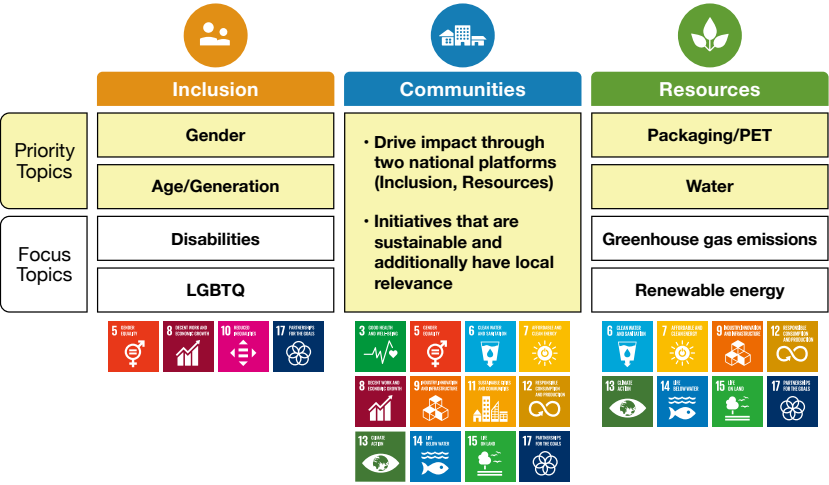 Inclusion
Communities
Resources
Priority
Topics
Gender
Age/Generation
• Drive impact through
two national platforms
(Inclusion, Resources)
• Initiatives that are
sustainable and
additionally have local
relevance
Packaging/PET
Water
Focus
Topics
Disabilities
LGBTQ
Greenhouse gas emissions
Renewable energy
5 GENDER
EQUALITY
8 DECENT WORK AND
ECONOMIC GROWTH
10 REDUCED
INEQUALITIES
17 PARTNERSHIPS
FOR THE GOALS
3 GOOD HEALTH
AND WELL-BEING
5 GENDER
EQUALITY
6 CLEAN WATER
AND SANITATION
7 AFFORDABLE AND
CLEAN ENERGY
8 DECENT WORK AND
ECONOMIC GROWTH
9 INDUSTRY, INNOVATION
AND INFRASTRUCTURE
11 SUSTAINABLE CITIES
AND COMMUNITIES
12 RESPONSIBLE
CONSUMPTION
AND PRODUCTION
13 CLIMATE
ACTION
14 LIFE
BELOW WATER
15 LIFE
ON LAND
17 PARTNERSHIPS
FOR THE GOALS
6 CLEAN WATER
AND SANITATION
7 AFFORDABLE AND
CLEAN ENERGY
9 INDUSTRY, INNOVATION
AND INFRASTRUCTURE
12 RESPONSIBLE
CONSUMPTION
AND PRODUCTION
13 CLIMATE
ACTION
14 LIFE
BELOW WATER
15 LIFE
ON LAND
17 PARTNERSHIPS
FOR THE GOALS